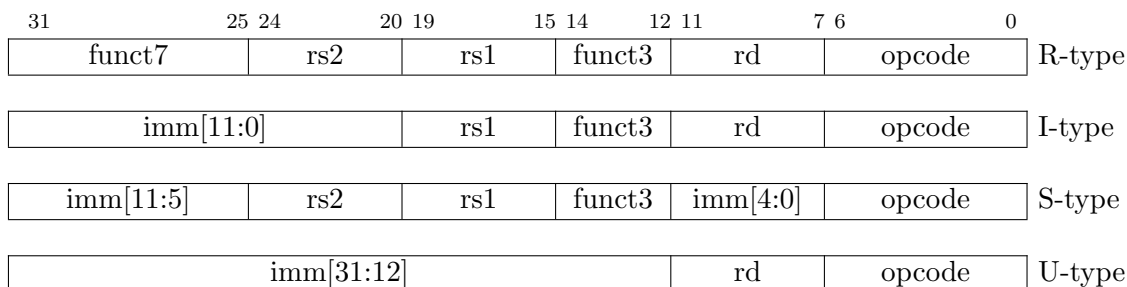 31 25 24 20 19 15 14 12 11 7 6 0
funct7 rs2 rs1 funct3 rd opcode R-type
imm[11:0] rs1 funct3 rd opcode I-type
imm[11:5] rs2 rs1 funct3 imm[4:0] opcode S-type
imm[31:12] rd opcode U-type